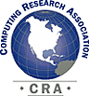 COMPUTING RESEARCH ASSOCIATION
· CRA ·